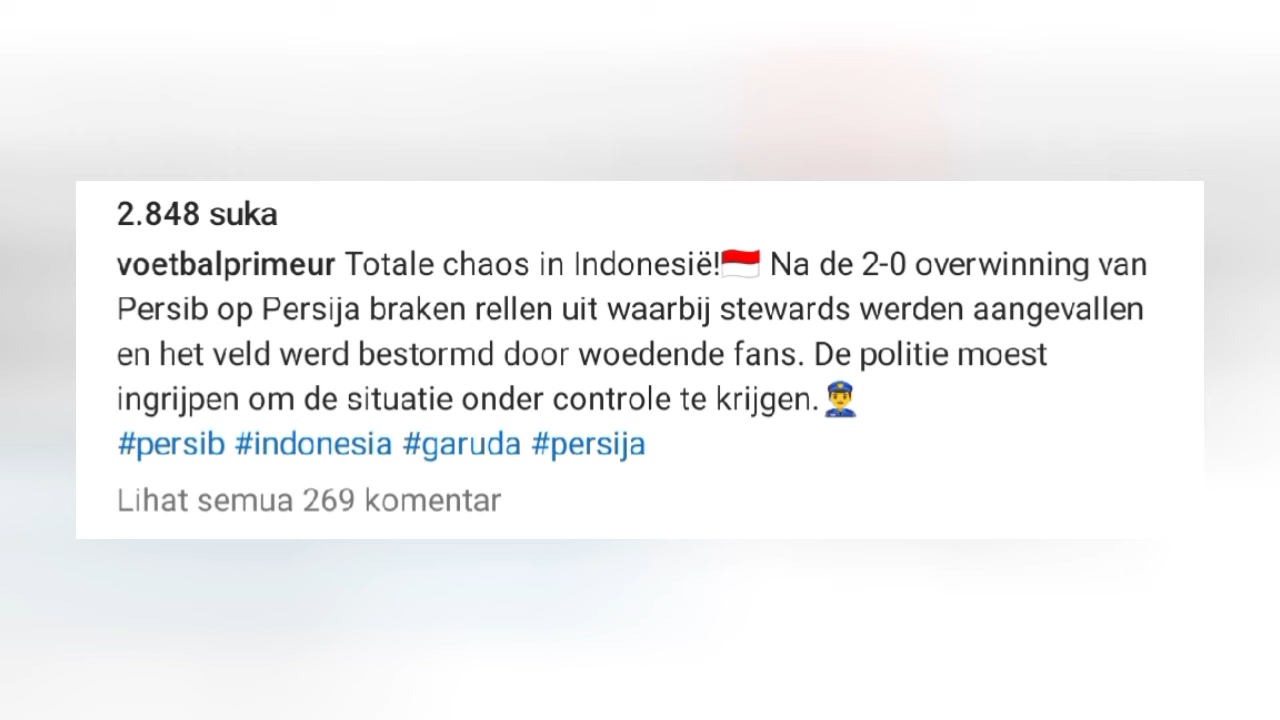 2.848 suka
voetbalprimeur Totale chaos in Indonesië!🇮🇩 Na de 2-0 overwinning van
Persib op Persija braken rellen uit waarbij stewards werden aangevallen
en het veld werd bestormd door woedende fans. De politie moest
ingrijpen om de situatie onder controle te krijgen.👮‍♂️
#persib #indonesia #garuda #persija
Lihat semua 269 komentar